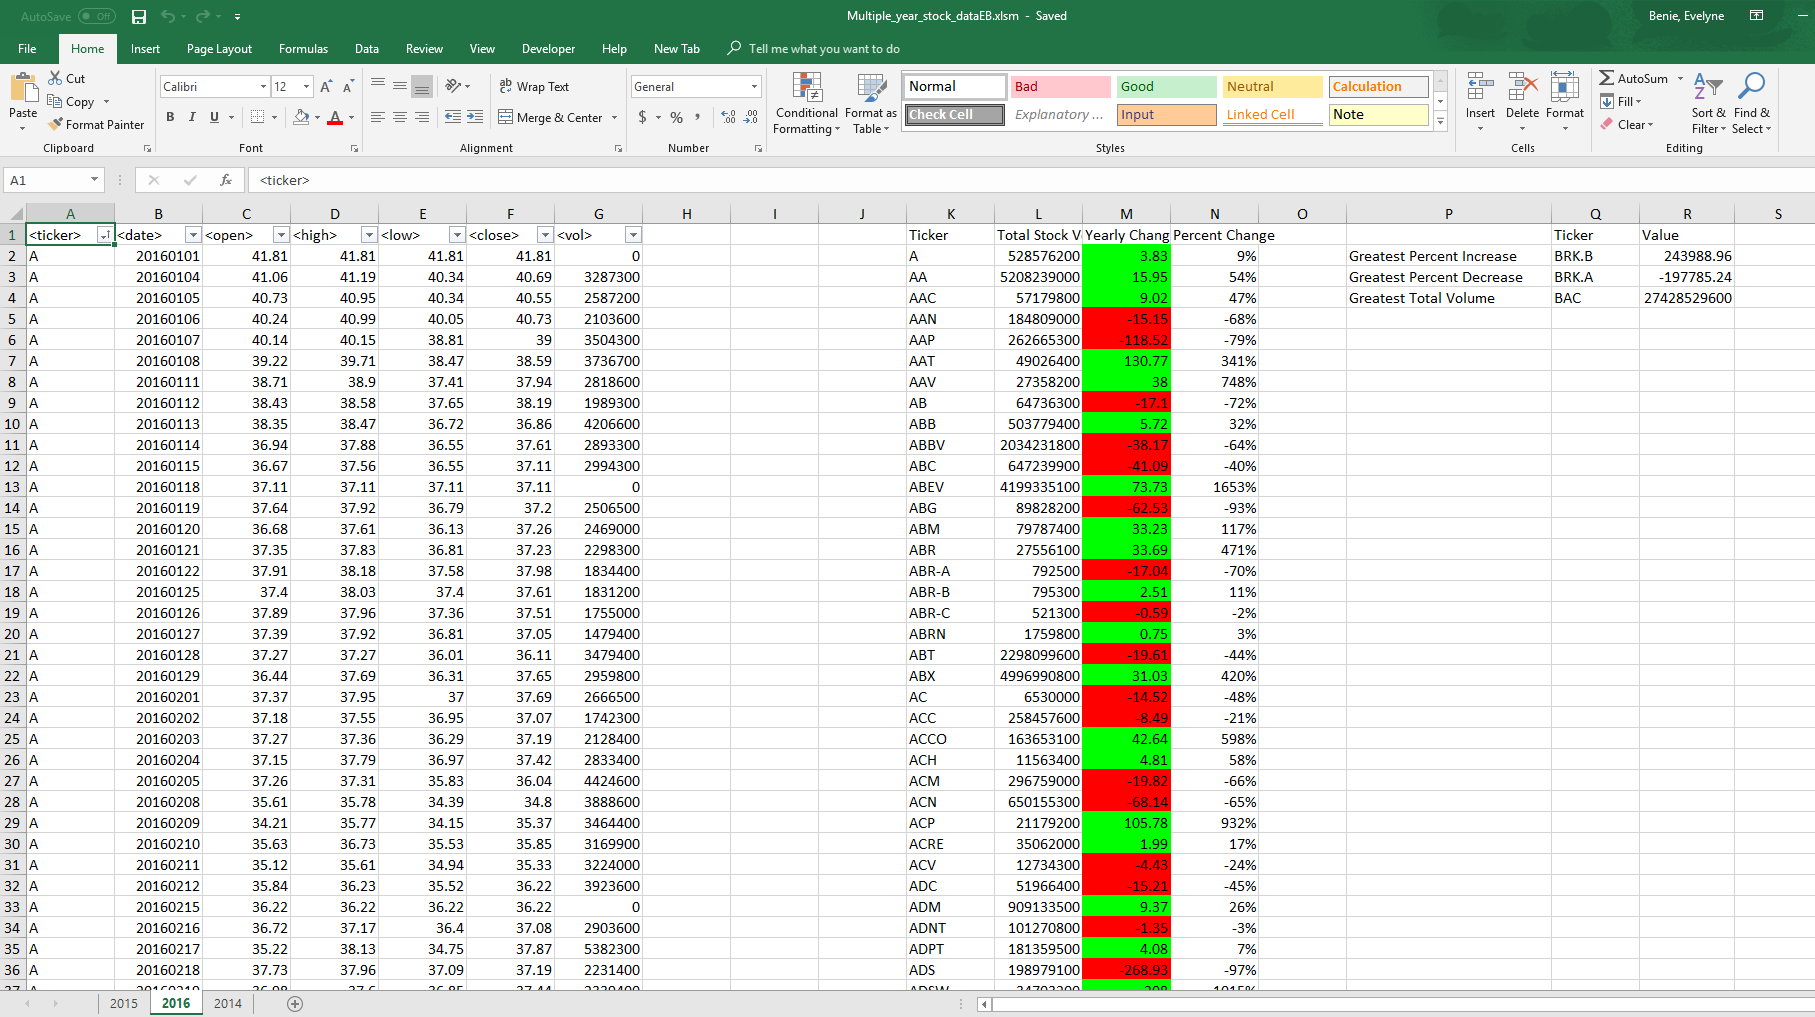 AutoSave Off Multiple_year_stock_dataEB.xlsm - Saved Benie, Evelyne
File Home Insert Page Layout Formulas Data Review View Developer Help New Tab Tell me what you want to do
Cut
Copy
Format Painter
Paste
Clipboard
Calibri 12
B I U
Font
Wrap Text
Merge & Center
Alignment
General
$ % ,
Number
Conditional Formatting
Format as Table
Normal Bad Good Neutral Calculation
Check Cell Explanatory ... Input Linked Cell Note
Styles
Insert Delete Format
Cells
AutoSum
Fill
Clear
Sort & Filter
Find & Select
Editing
A1 fx <ticker>
A B C D E F G H I J K L M N O P Q R S
1 <ticker> <date> <open> <high> <low> <close> <vol> Ticker Total Stock V Yearly Chang Percent Change Ticker Value
2 A 20160101 41.81 41.81 41.81 41.81 0 A 528576200 3.83 9% Greatest Percent Increase BRK.B 243988.96
3 A 20160104 41.06 41.19 40.34 40.69 3287300 AA 5208239000 15.95 54% Greatest Percent Decrease BRK.A -197785.24
4 A 20160105 40.73 40.95 40.34 40.55 2587200 AAC 57179800 9.02 47% Greatest Total Volume BAC 27428529600
5 A 20160106 40.24 40.99 40.05 40.73 2103600 AAN 184809000 -15.15 -68%
6 A 20160107 40.14 40.15 38.81 39 3504300 AAP 262665300 -118.52 -79%
7 A 20160108 39.22 39.71 38.47 38.59 3736700 AAT 49026400 130.77 341%
8 A 20160111 38.71 38.9 37.41 37.94 2818600 AAV 27358200 38 748%
9 A 20160112 38.43 38.58 37.65 38.19 1989300 AB 64736300 -17.1 -72%
10 A 20160113 38.35 38.47 36.72 36.86 4206600 ABB 503779400 5.72 32%
11 A 20160114 36.94 37.88 36.55 37.61 2893300 ABBV 2034231800 -38.17 -64%
12 A 20160115 36.67 37.56 36.55 37.11 2994300 ABC 647239900 -41.09 -40%
13 A 20160118 37.11 37.11 37.11 37.11 0 ABEV 4199335100 73.73 1653%
14 A 20160119 37.64 37.92 36.79 37.2 2506500 ABG 89828200 -62.53 -93%
15 A 20160120 36.68 37.61 36.13 37.26 2469000 ABM 79787400 33.23 117%
16 A 20160121 37.35 37.83 36.81 37.23 2298300 ABR 27556100 33.69 471%
17 A 20160122 37.91 38.18 37.58 37.98 1834400 ABR-A 792500 -17.04 -70%
18 A 20160125 37.4 38.03 37.4 37.61 1831200 ABR-B 795300 2.51 11%
19 A 20160126 37.89 37.96 37.36 37.51 1755000 ABR-C 521300 -0.59 -2%
20 A 20160127 37.39 37.92 36.81 37.05 1479400 ABRN 1759800 0.75 3%
21 A 20160128 37.27 37.27 36.01 36.11 3479400 ABT 2298099600 -19.61 -44%
22 A 20160129 36.44 37.69 36.31 37.65 2959800 ABX 4996990800 31.03 420%
23 A 20160201 37.37 37.95 37 37.69 2666500 AC 6530000 -14.52 -48%
24 A 20160202 37.18 37.55 36.95 37.07 1742300 ACC 258457600 -8.49 -21%
25 A 20160203 37.27 37.36 36.29 37.19 2128400 ACCO 163653100 42.64 598%
26 A 20160204 37.15 37.79 36.97 37.42 2833400 ACH 11563400 4.81 58%
27 A 20160205 37.26 37.31 35.83 36.04 4424600 ACM 296759000 -19.82 -66%
28 A 20160208 35.61 35.78 34.39 34.8 3888600 ACN 650155300 -68.14 -65%
29 A 20160209 34.21 35.77 34.15 35.37 3464400 ACP 21179200 105.78 932%
30 A 20160210 35.63 36.73 35.53 35.85 3169900 ACRE 35062000 1.99 17%
31 A 20160211 35.12 35.61 34.94 35.33 3224000 ACV 12734300 -4.43 -24%
32 A 20160212 35.84 36.23 35.52 36.22 3923600 ADC 51966400 -15.21 -45%
33 A 20160215 36.22 36.22 36.22 36.22 0 ADM 909133500 9.37 26%
34 A 20160216 36.72 37.17 36.4 37.08 2903600 ADNT 101270800 -1.35 -3%
35 A 20160217 35.22 38.13 34.75 37.87 5382300 ADPT 181359500 4.08 7%
36 A 20160218 37.73 37.96 37.09 37.19 2231400 ADS 198979100 -268.93 -97%
2015 2016 2014